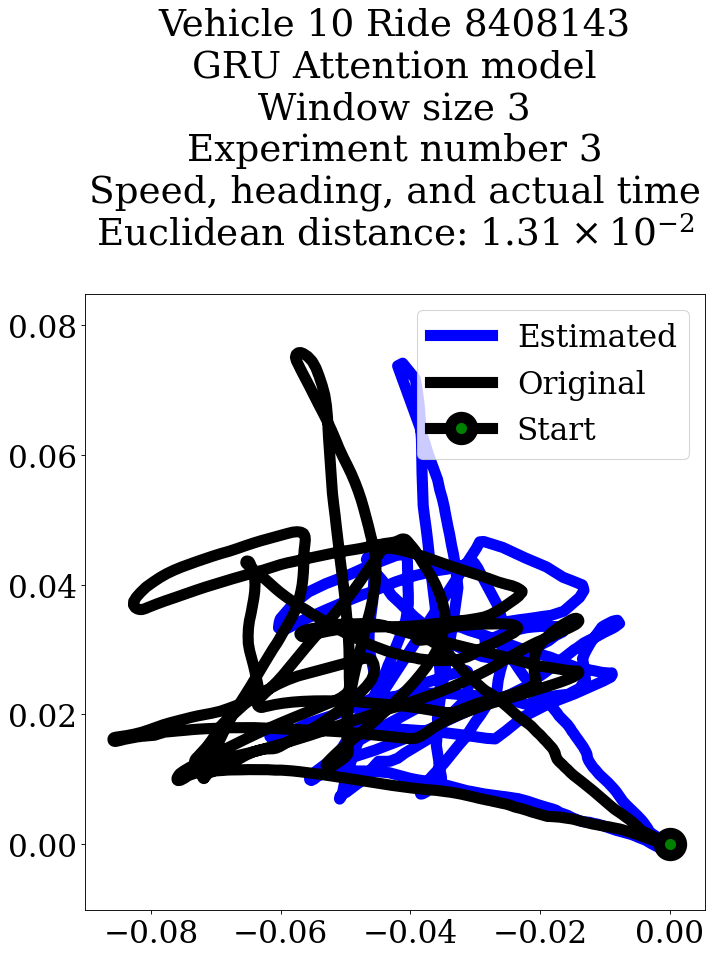 Vehicle 10 Ride 8408143
GRU Attention model
Window size 3
Experiment number 3
Speed, heading, and actual time
Euclidean distance: 1.31 × 10⁻²
Estimated
Original
Start
0.08
0.06
0.04
0.02
0.00
−0.08 −0.06 −0.04 −0.02 0.00